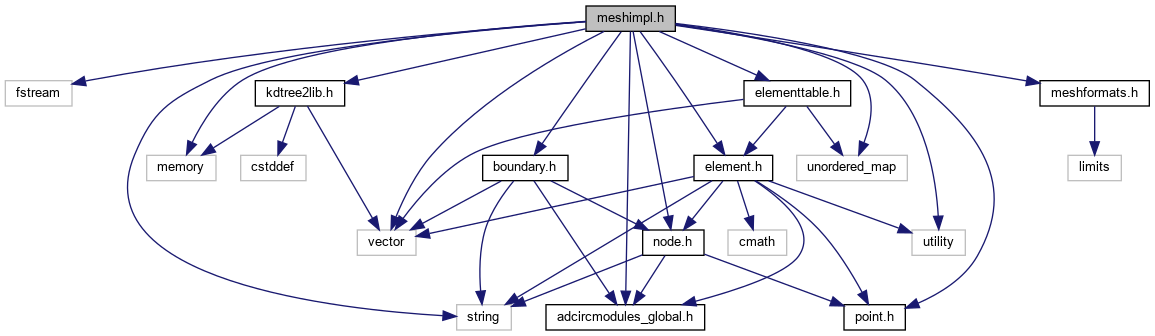 meshimpl.h
fstream
kdtree2lib.h
elementtable.h
meshformats.h
memory
cstddef
boundary.h
element.h
unordered_map
limits
vector
node.h
cmath
utility
string
adcircmodules_global.h
point.h